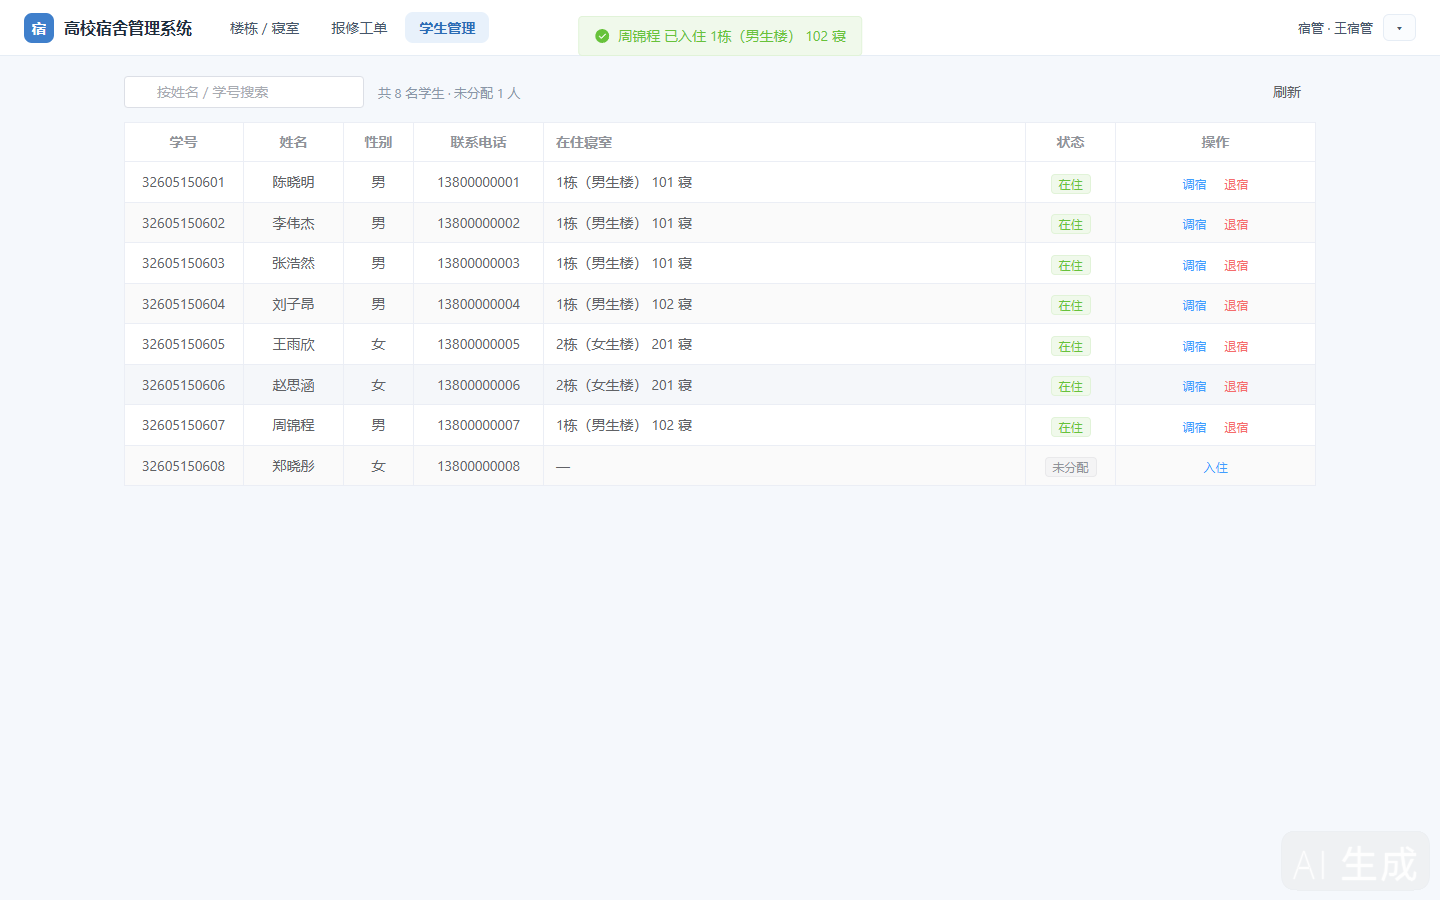 宿 高校宿舍管理系统 楼栋 / 寝室 报修工单 学生管理 周锦程 已入住 1栋（男生楼） 102 寝 宿管 · 王宿管
按姓名 / 学号搜索 共 8 名学生 · 未分配 1 人 刷新
学号 姓名 性别 联系电话 在住寝室 状态 操作
32605150601 陈晓明 男 13800000001 1栋（男生楼） 101 寝 在住 调宿 退宿
32605150602 李伟杰 男 13800000002 1栋（男生楼） 101 寝 在住 调宿 退宿
32605150603 张浩然 男 13800000003 1栋（男生楼） 101 寝 在住 调宿 退宿
32605150604 刘子昂 男 13800000004 1栋（男生楼） 102 寝 在住 调宿 退宿
32605150605 王雨欣 女 13800000005 2栋（女生楼） 201 寝 在住 调宿 退宿
32605150606 赵思涵 女 13800000006 2栋（女生楼） 201 寝 在住 调宿 退宿
32605150607 周锦程 男 13800000007 1栋（男生楼） 102 寝 在住 调宿 退宿
32605150608 郑晓彤 女 13800000008 — 未分配 入住
AI 生成